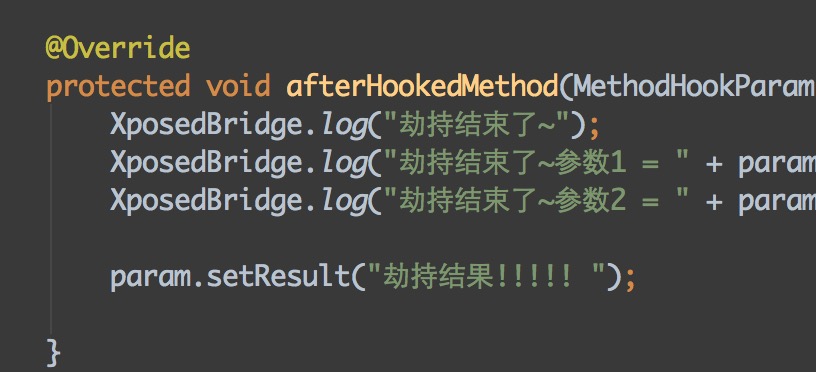 @Override
protected void afterHookedMethod(MethodHookParam
XposedBridge.log("劫持结束了~");
XposedBridge.log("劫持结束了~参数1 = " + param
XposedBridge.log("劫持结束了~参数2 = " + param
param.setResult("劫持结果!!!!! ");
}